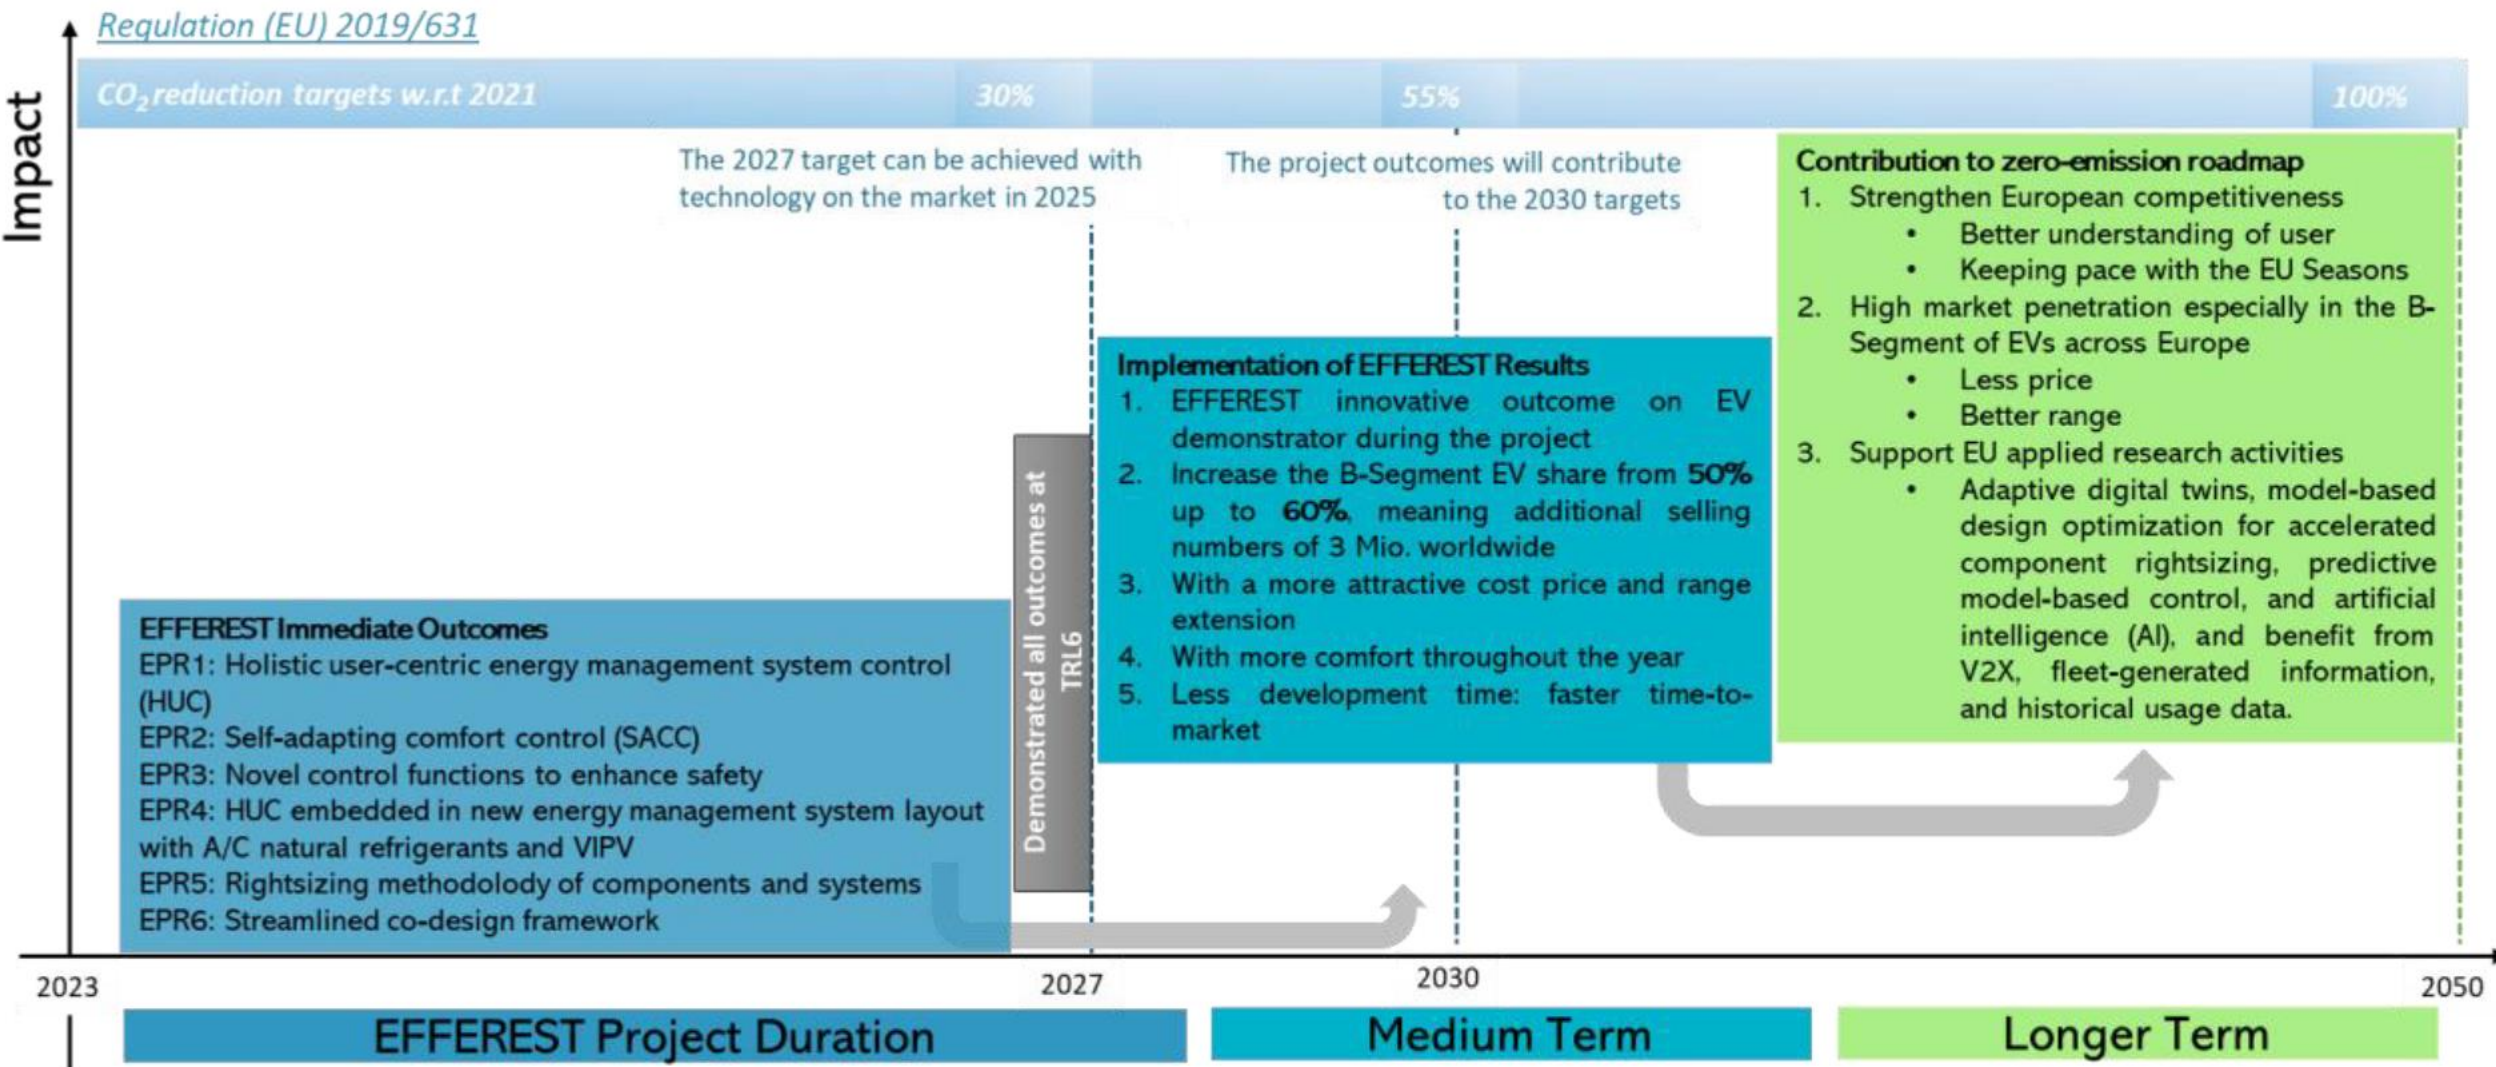 Regulation (EU) 2019/631
Impact
CO₂ reduction targets w.r.t 2021
30%
55%
100%
The 2027 target can be achieved with
technology on the market in 2025
The project outcomes will contribute
to the 2030 targets
Contribution to zero-emission roadmap
1. Strengthen European competitiveness
• Better understanding of user
• Keeping pace with the EU Seasons
2. High market penetration especially in the B-
Segment of EVs across Europe
• Less price
• Better range
3. Support EU applied research activities
• Adaptive digital twins, model-based
design optimization for accelerated
component rightsizing, predictive
model-based control, and artificial
intelligence (AI), and benefit from
V2X, fleet-generated information,
and historical usage data.
Implementation of EFFEREST Results
1. EFFEREST innovative outcome on EV
demonstrator during the project
2. Increase the B-Segment EV share from 50%
up to 60%, meaning additional selling
numbers of 3 Mio. worldwide
3. With a more attractive cost price and range
extension
4. With more comfort throughout the year
5. Less development time: faster time-to-
market
Demonstrated all outcomes at
TRL6
EFFEREST Immediate Outcomes
EPR1: Holistic user-centric energy management system control
(HUC)
EPR2: Self-adapting comfort control (SACC)
EPR3: Novel control functions to enhance safety
EPR4: HUC embedded in new energy management system layout
with A/C natural refrigerants and VIPV
EPR5: Rightsizing methodolody of components and systems
EPR6: Streamlined co-design framework
2023
2027
2030
2050
EFFEREST Project Duration
Medium Term
Longer Term